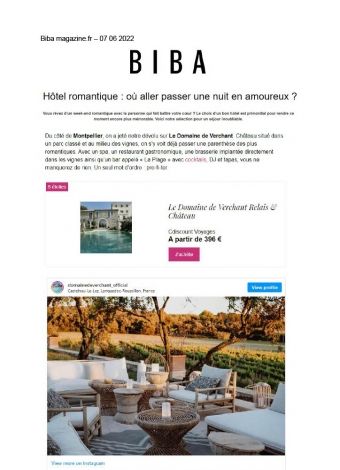 Biba magazine.fr – 07 06 2022
BIBA
Hôtel romantique : où aller passer une nuit en amoureux ?
Vous rêvez d'un week-end romantique avec la personne qui fait battre votre cœur ? Le choix d'un bon hôtel est primordial pour rendre ce
moment encore plus mémorable. Voici notre sélection pour un séjour inoubliable.
Du côté de Montpellier, on a jeté notre dévolu sur Le Domaine de Verchant. Château situé dans
un parc classé et au milieu des vignes, on s'y voit déjà passer une parenthèse des plus
romantiques. Avec un spa, un restaurant gastronomique, une brasserie implantée directement
dans les vignes ainsi qu'un bar appelé « La Plage » avec cocktails, DJ et tapas, vous ne
manquerez de rien. Un seul mot d'ordre : pro-fi-ter.
5 étoiles
Le Domaine de Verchant Relais &
Château
Cdiscount Voyages
A partir de 396 €
J'achète
domainedeverchant_official
Castelnau-Le Lez, Languedoc-Roussillon, France
View profile
View more on Instagram